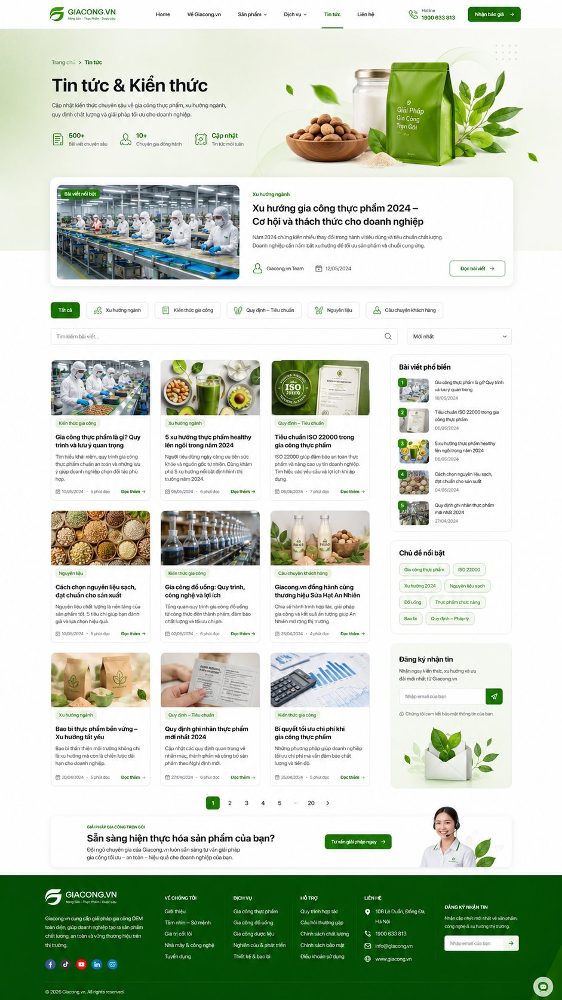 GIACONG.VN
Nông Sản - Thực Phẩm - Dược Liệu
Home
Về Giacong.vn
Sản phẩm
Dịch vụ
Tin tức
Liên hệ
Hotline
1900 633 813
Nhận báo giá
Trang chủ > Tin tức
Tin tức & Kiến thức
Cập nhật kiến thức chuyên sâu về gia công thực phẩm, xu hướng ngành,
quy định chất lượng và giải pháp tối ưu cho doanh nghiệp.
500+
Bài viết chuyên sâu
10+
Chuyên gia đồng hành
Cập nhật
Tin tức mỗi tuần
Giải Pháp
Gia Công
Trọn Gói
Bài viết nổi bật
Xu hướng ngành
Xu hướng gia công thực phẩm 2024 –
Cơ hội và thách thức cho doanh nghiệp
Năm 2024 chứng kiến nhiều thay đổi trong hành vi tiêu dùng và tiêu chuẩn chất lượng.
Doanh nghiệp cần nắm bắt xu hướng để tối ưu sản phẩm và chuỗi cung ứng.
Giacong.vn Team
12/05/2024
Đọc bài viết
Tất cả
Xu hướng ngành
Kiến thức gia công
Quy định – Tiêu chuẩn
Nguyên liệu
Câu chuyện khách hàng
Tìm kiếm bài viết...
Mới nhất
Kiến thức gia công
Gia công thực phẩm là gì? Quy
trình và lưu ý quan trọng
Tìm hiểu khái niệm, quy trình gia công
thực phẩm chuẩn an toàn và những lưu
ý giúp doanh nghiệp chọn đối tác phù
hợp.
10/05/2024 • 5 phút đọc
Đọc thêm
Xu hướng ngành
5 xu hướng thực phẩm healthy
lên ngôi trong năm 2024
Người tiêu dùng ngày càng ưu tiên sức
khỏe và nguồn gốc tự nhiên. Cùng khám
phá 5 xu hướng nổi bật định hình thị
trường năm 2024.
08/05/2024 • 6 phút đọc
Đọc thêm
ISO
Quy định – Tiêu chuẩn
Tiêu chuẩn ISO 22000 trong
gia công thực phẩm
ISO 22000 giúp đảm bảo an toàn thực
phẩm và nâng cao uy tín doanh nghiệp.
Tìm hiểu các yêu cầu và lợi ích khi áp
dụng.
06/05/2024 • 7 phút đọc
Đọc thêm
Nguyên liệu
Cách chọn nguyên liệu sạch,
đạt chuẩn cho sản xuất
Nguyên liệu chất lượng là nền tảng của
sản phẩm tốt. 5 tiêu chí giúp bạn đánh
giá và lựa chọn hiệu quả.
10/05/2024 • 5 phút đọc
Đọc thêm
Kiến thức gia công
Gia công đồ uống: Quy trình,
công nghệ và lợi ích
Tổng quan quy trình gia công đồ uống
từ công thức đến thành phẩm, đảm bảo
chất lượng và tối ưu chi phí.
02/05/2024 • 6 phút đọc
Đọc thêm
Câu chuyện khách hàng
Giacong.vn đồng hành cùng
thương hiệu Sữa Hạt An Nhiên
Chia sẻ hành trình hợp tác, giải pháp
gia công và kết quả ấn tượng giúp An
Nhiên mở rộng thị trường.
25/04/2024 • 4 phút đọc
Đọc thêm
Xu hướng ngành
Bao bì thực phẩm bền vững –
Xu hướng tất yếu
Bao bì thân thiện môi trường không chỉ
là xu hướng mà còn là chiến lược dài
hạn cho doanh nghiệp.
20/04/2024 • 5 phút đọc
Đọc thêm
Quy định – Tiêu chuẩn
Quy định ghi nhãn thực phẩm
mới nhất 2024
Cập nhật các quy định quan trọng về
nhãn mác, thành phần và công bố sản
phẩm theo Nghị định mới.
27/04/2024 • 6 phút đọc
Đọc thêm
Kiến thức gia công
Bí quyết tối ưu chi phí khi
gia công thực phẩm
Những phương pháp giúp doanh nghiệp
tối ưu chi phí mà vẫn đảm bảo chất
lượng và tiến độ.
25/04/2024 • 5 phút đọc
Đọc thêm
Bài viết phổ biến
1
Gia công thực phẩm là gì? Quy trình
và lưu ý quan trọng
10/05/2024
2
Tiêu chuẩn ISO 22000 trong gia
công thực phẩm
06/05/2024
3
5 xu hướng thực phẩm healthy
lên ngôi trong năm 2024
08/05/2024
4
Cách chọn nguyên liệu sạch,
đạt chuẩn cho sản xuất
04/05/2024
5
Quy định ghi nhãn thực phẩm
mới nhất 2024
27/04/2024
Chủ đề nổi bật
Gia công thực phẩm
ISO 22000
Xu hướng 2024
Nguyên liệu sạch
Đồ uống
Thực phẩm chức năng
Bao bì
Quy định – Pháp lý
Đăng ký nhận tin
Nhận ngay kiến thức, xu hướng và ưu
đãi mới nhất từ Giacong.vn
Nhập email của bạn
Chúng tôi cam kết bảo mật thông tin của bạn.
1 2 3 4 5 ... 20 >
GIẢI PHÁP GIA CÔNG TRỌN GÓI
Sẵn sàng hiện thực hóa sản phẩm của bạn?
Đội ngũ chuyên gia của Giacong.vn luôn sẵn sàng tư vấn giải pháp
gia công tối ưu – an toàn – hiệu quả cho doanh nghiệp của bạn.
Tư vấn giải pháp ngay
GIACONG.VN
Nông Sản - Thực Phẩm - Dược Liệu
Giacong.vn cung cấp giải pháp gia công OEM
toàn diện, giúp doanh nghiệp tạo ra sản phẩm
chất lượng, an toàn và vững thương hiệu trên
thị trường.
VỀ CHÚNG TÔI
Giới thiệu
Tầm nhìn – Sứ mệnh
Giá trị cốt lõi
Nhà máy & công nghệ
Tuyển dụng
DỊCH VỤ
Gia công thực phẩm
Gia công đồ uống
Gia công dược liệu
Nghiên cứu & phát triển
Thiết kế & bao bì
HỖ TRỢ
Quy trình hợp tác
Câu hỏi thường gặp
Chính sách chất lượng
Chính sách bảo mật
Điều khoản sử dụng
LIÊN HỆ
108 Lê Duẩn, Đống Đa,
Hà Nội
1900 633 813
info@giacong.vn
www.giacong.vn
ĐĂNG KÝ NHẬN TIN
Nhận cập nhật mới nhất về sản phẩm,
công nghệ & xu hướng thị trường.
Nhập email của bạn
© 2026 Giacong.vn. All rights reserved.